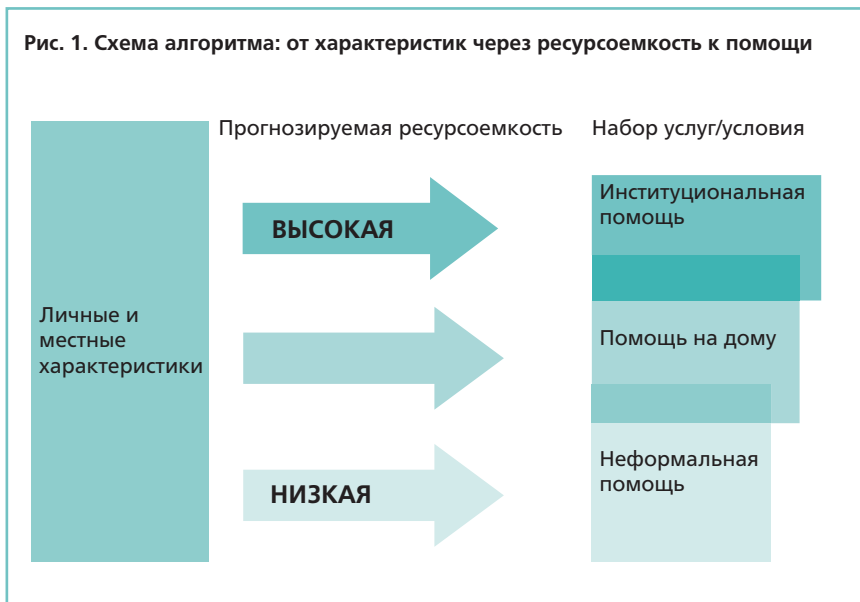 Рис. 1. Схема алгоритма: от характеристик через ресурсоемкость к помощи
Прогнозируемая ресурсоемкость
Набор услуг/условия
Личные и
местные
характеристики
ВЫСОКАЯ
НИЗКАЯ
Институциональная
помощь
Помощь на дому
Неформальная
помощь